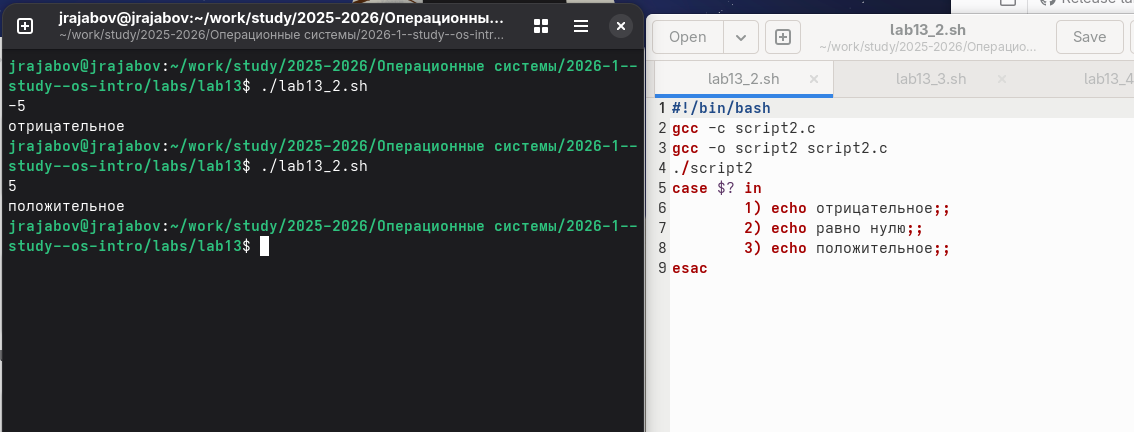 jrajabov@jrajabov:~/work/study/2025-2026/Операционны...
~/work/study/2025-2026/Операционные системы/2026-1--study--os-intr...
jrajabov@jrajabov:~/work/study/2025-2026/Операционные системы/2026-1--
study--os-intro/labs/lab13$ ./lab13_2.sh
-5
отрицательное
jrajabov@jrajabov:~/work/study/2025-2026/Операционные системы/2026-1--
study--os-intro/labs/lab13$ ./lab13_2.sh
5
положительное
jrajabov@jrajabov:~/work/study/2025-2026/Операционные системы/2026-1--
study--os-intro/labs/lab13$
Open
lab13_2.sh
~/work/study/2025-2026/Операцио...
Save
lab13_2.sh
lab13_3.sh
lab13_4
1 #!/bin/bash
2 gcc -c script2.c
3 gcc -o script2 script2.c
4 ./script2
5 case $? in
6 1) echo отрицательное;;
7 2) echo равно нулю;;
8 3) echo положительное;;
9 esac